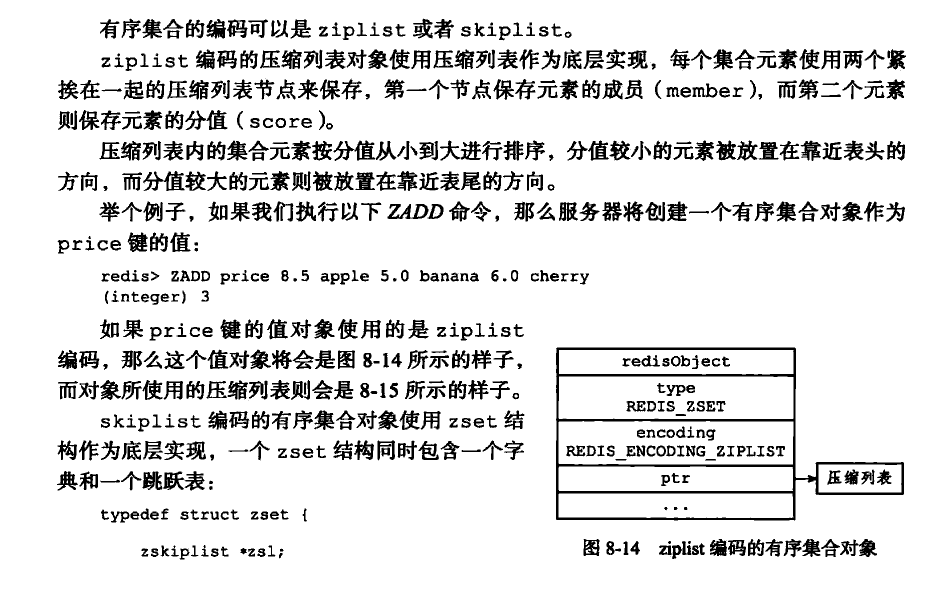 有序集合的编码可以是 ziplist 或者 skiplist。
ziplist 编码的压缩列表对象使用压缩列表作为底层实现，每个集合元素使用两个紧
挨在一起的压缩列表节点来保存，第一个节点保存元素的成员（member），而第二个元素
则保存元素的分值（score）。
压缩列表内的集合元素按分值从小到大进行排序，分值较小的元素被放置在靠近表头的
方向，而分值较大的元素则被放置在靠近表尾的方向。
举个例子，如果我们执行以下 ZADD 命令，那么服务器将创建一个有序集合对象作为
price 键的值：
redis> ZADD price 8.5 apple 5.0 banana 6.0 cherry
(integer) 3
如果 price 键的值对象使用的是 ziplist
编码，那么这个值对象将会是图 8-14 所示的样子，
而对象所使用的压缩列表则会是 8-15 所示的样子。
skiplist 编码的有序集合对象使用 zset 结
构作为底层实现，一个 zset 结构同时包含一个字
典和一个跳跃表：
typedef struct zset {
zskiplist *zsl;
redisObject
type
REDIS_ZSET
encoding
REDIS_ENCODING_ZIPLIST
ptr
压缩列表
...
图 8-14 ziplist 编码的有序集合对象